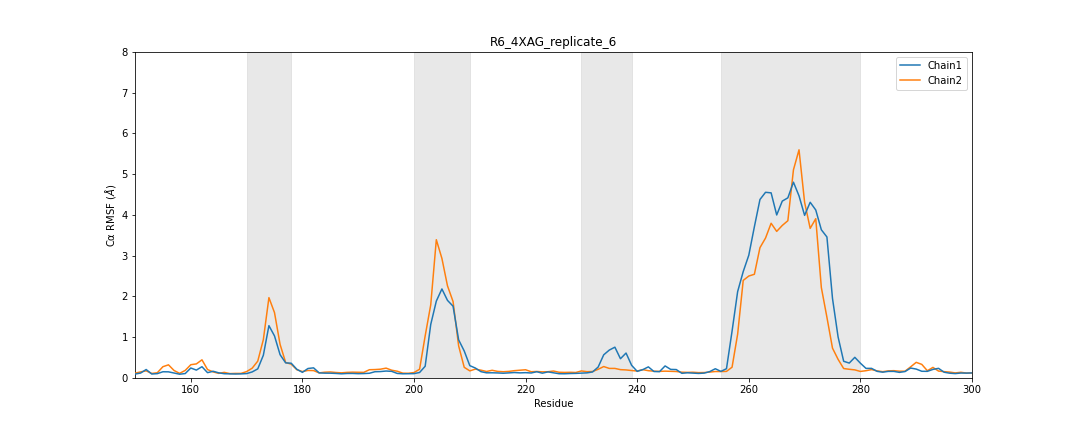 R6_4XAG_replicate_6
Chain1
Chain2
Cα RMSF (Å)
8
7
6
5
4
3
2
1
0
160 180 200 220 240 260 280 300
Residue